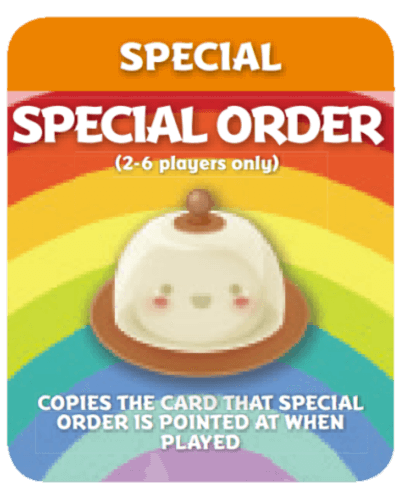 SPECIAL
SPECIAL ORDER
(2-6 players only)
COPIES THE CARD THAT SPECIAL
ORDER IS POINTED AT WHEN
PLAYED